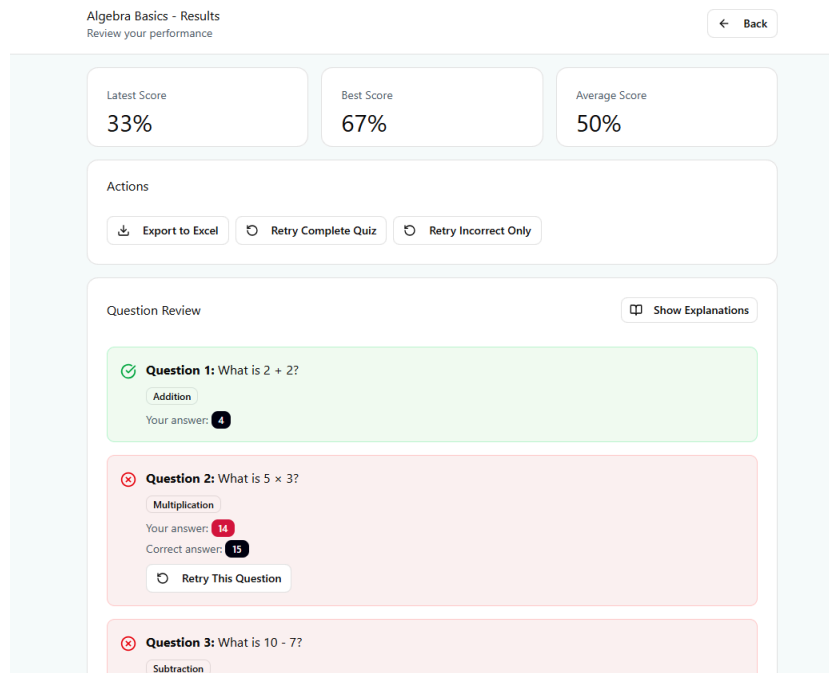 Algebra Basics - Results
Review your performance
Back
Latest Score
33%
Best Score
67%
Average Score
50%
Actions
Export to Excel
Retry Complete Quiz
Retry Incorrect Only
Question Review
Show Explanations
Question 1: What is 2 + 2?
Addition
Your answer: 4
Question 2: What is 5 × 3?
Multiplication
Your answer: 14
Correct answer: 15
Retry This Question
Question 3: What is 10 - 7?
Subtraction